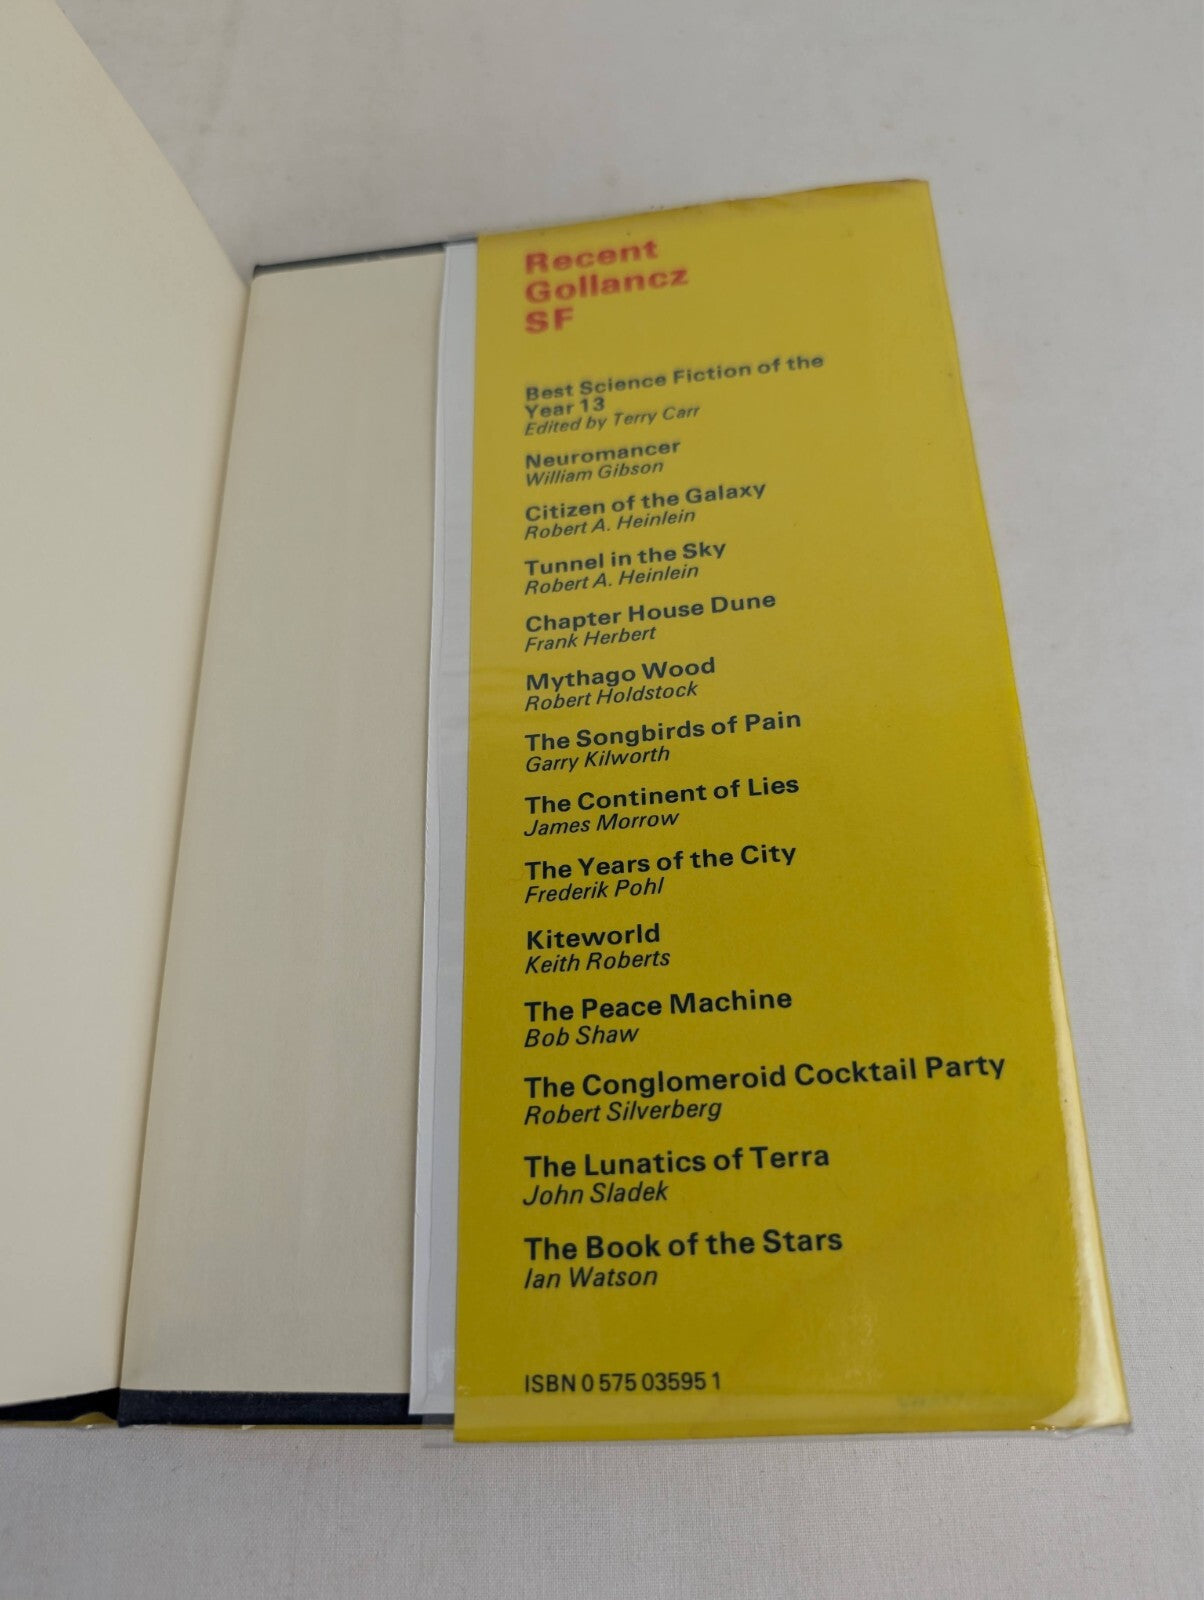 Recent
Gollancz
SF
Best Science Fiction of the
Year 13
Edited by Terry Carr
Neuromancer
William Gibson
Citizen of the Galaxy
Robert A. Heinlein
Tunnel in the Sky
Robert A. Heinlein
Chapter House Dune
Frank Herbert
Mythago Wood
Robert Holdstock
The Songbirds of Pain
Garry Kilworth
The Continent of Lies
James Morrow
The Years of the City
Frederik Pohl
Kiteworld
Keith Roberts
The Peace Machine
Bob Shaw
The Conglomeroid Cocktail Party
Robert Silverberg
The Lunatics of Terra
John Sladek
The Book of the Stars
Ian Watson
ISBN 0 575 03595 1